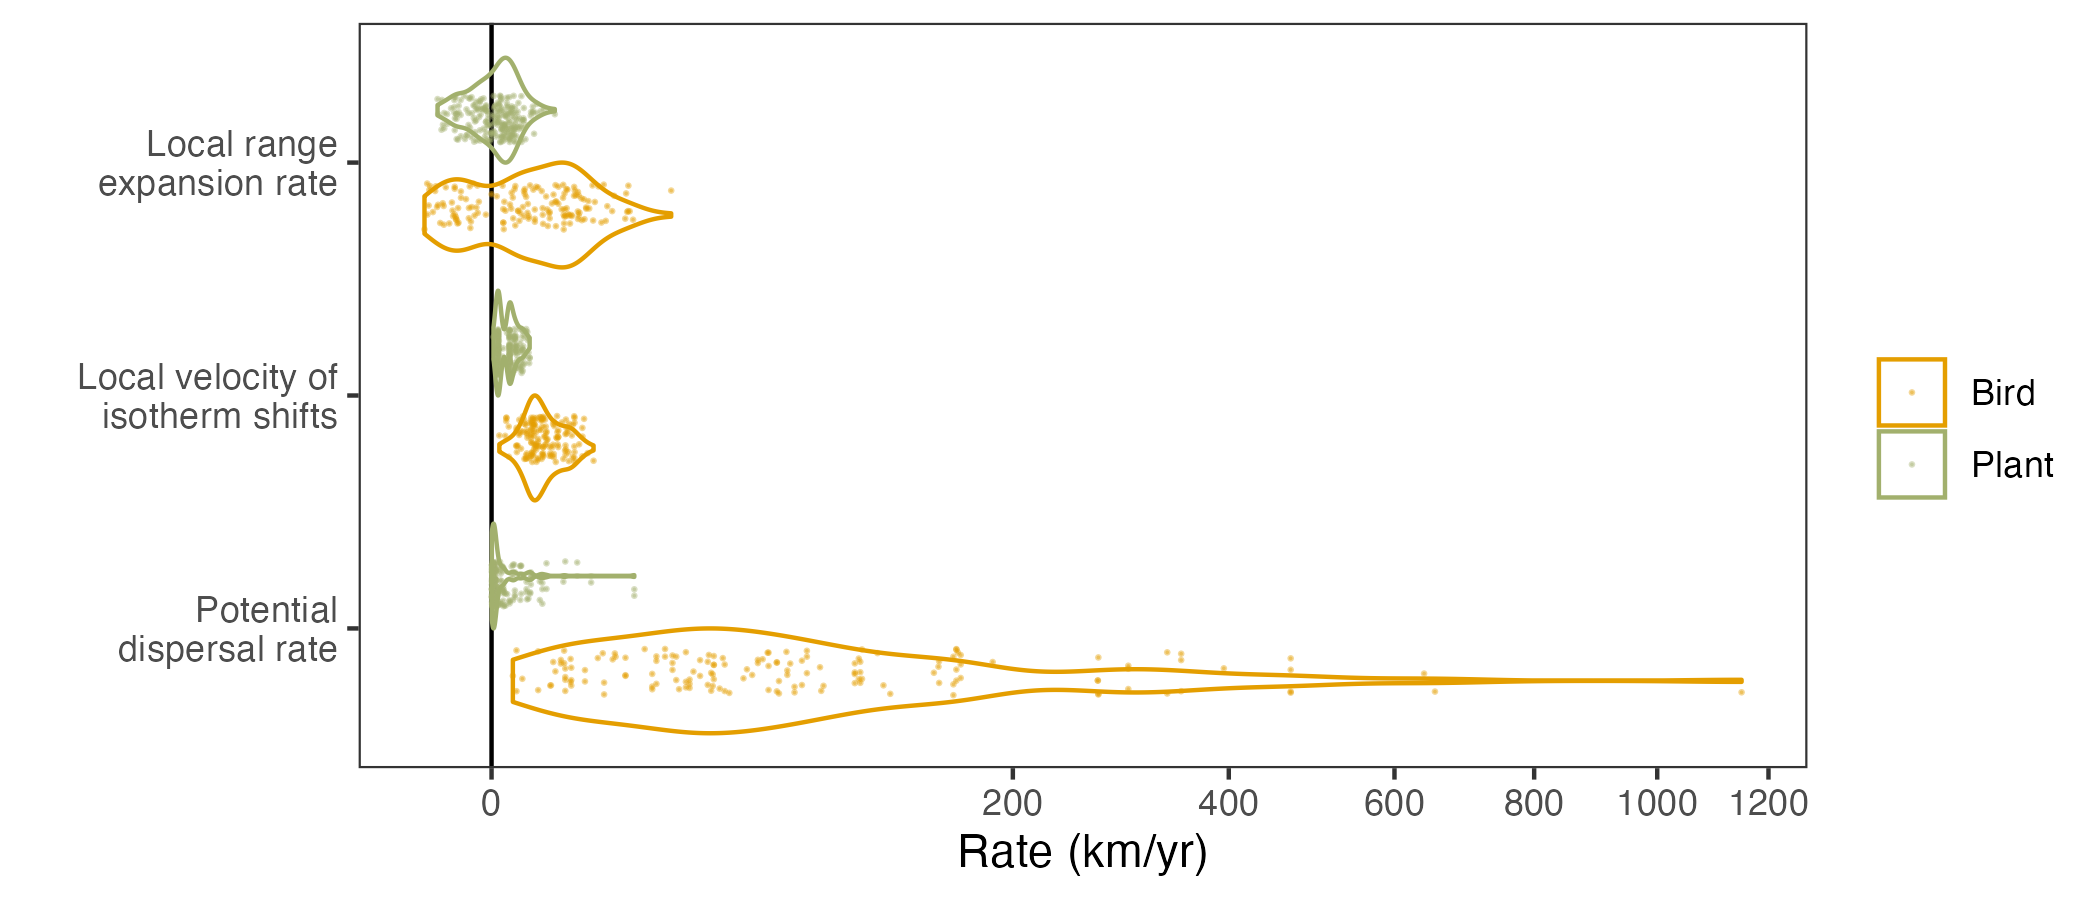 Local range
expansion rate
Local velocity of
isotherm shifts
Potential
dispersal rate
0
200
400
600
800
1000
1200
Rate (km/yr)
Bird
Plant